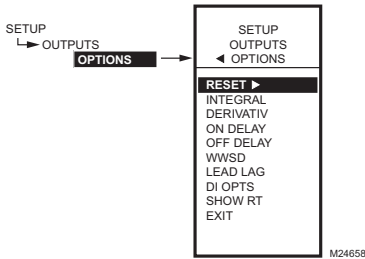 SETUP
OUTPUTS
OPTIONS
SETUP
OUTPUTS
◄ OPTIONS
RESET ►
INTEGRAL
DERIVATIV
ON DELAY
OFF DELAY
WWSD
LEAD LAG
DI OPTS
SHOW RT
EXIT
M24658